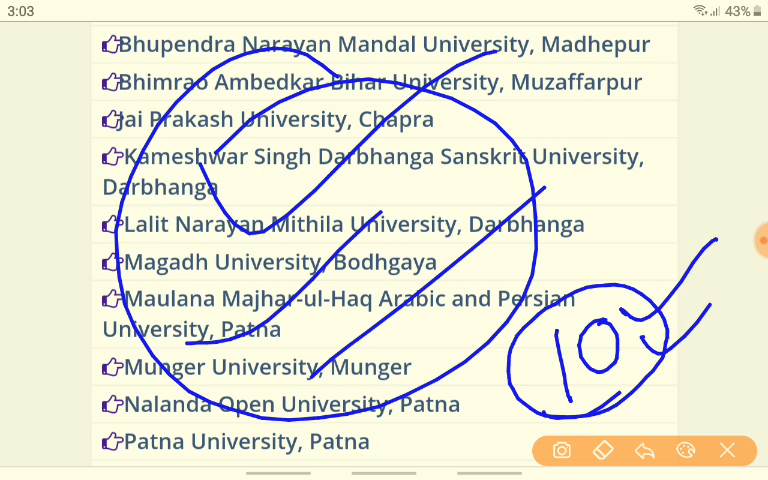 3:03
43%
Bhupendra Narayan Mandal University, Madhepur
Bhimrao Ambedkar Bihar University, Muzaffarpur
Jai Prakash University, Chapra
Kameshwar Singh Darbhanga Sanskrit University,
Darbhanga
Lalit Narayan Mithila University, Darbhanga
Magadh University, Bodhgaya
Maulana Majhar-ul-Haq Arabic and Persian
University, Patna
Munger University, Munger
10
Nalanda Open University, Patna
Patna University, Patna